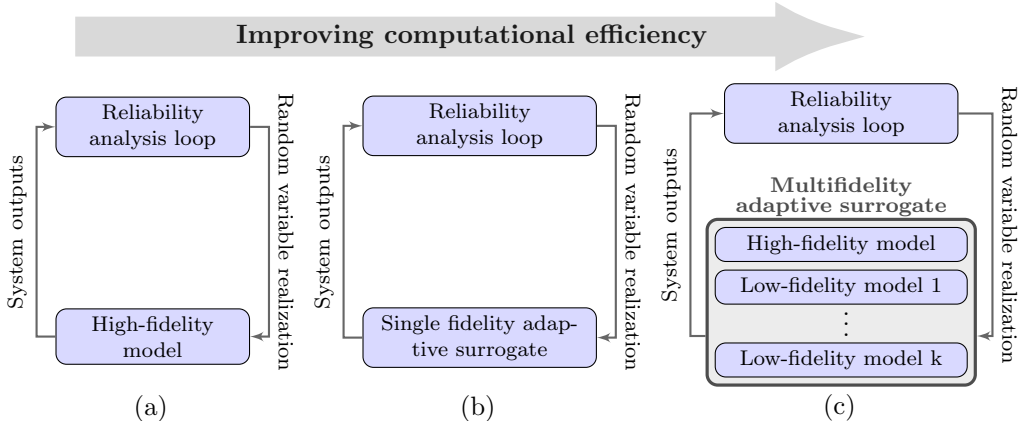 Improving computational efficiency
Reliability
analysis loop
System outputs
Random variable realization
High-fidelity
model
(a)
Reliability
analysis loop
System outputs
Random variable realization
Single fidelity adap-
tive surrogate
(b)
Reliability
analysis loop
System outputs
Random variable realization
Multifidelity
adaptive surrogate
High-fidelity model
Low-fidelity model 1
⋮
Low-fidelity model k
(c)